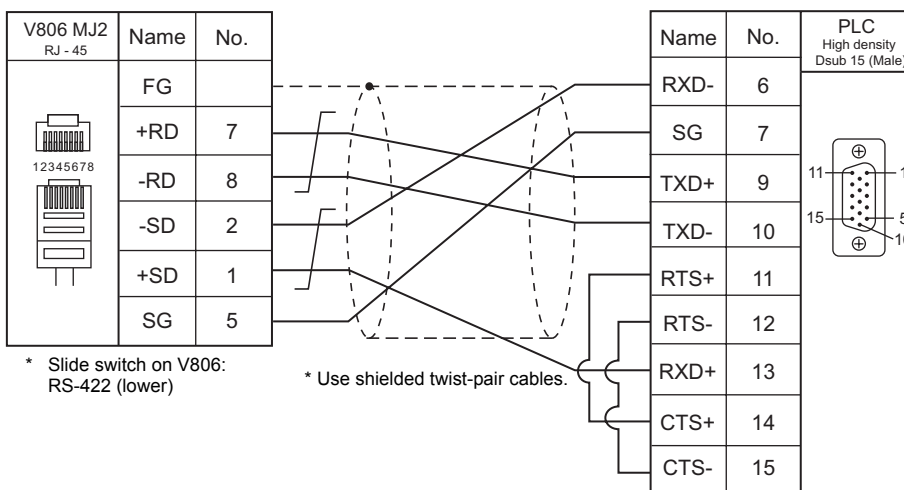 V806 MJ2
RJ - 45
Name No.
FG
+RD 7
-RD 8
-SD 2
+SD 1
SG 5
12345678
* Slide switch on V806:
RS-422 (lower)
* Use shielded twist-pair cables.
Name No.
RXD- 6
SG 7
TXD+ 9
TXD- 10
RTS+ 11
RTS- 12
RXD+ 13
CTS+ 14
CTS- 15
PLC
High density
Dsub 15 (Male)
11 1
15 5
10